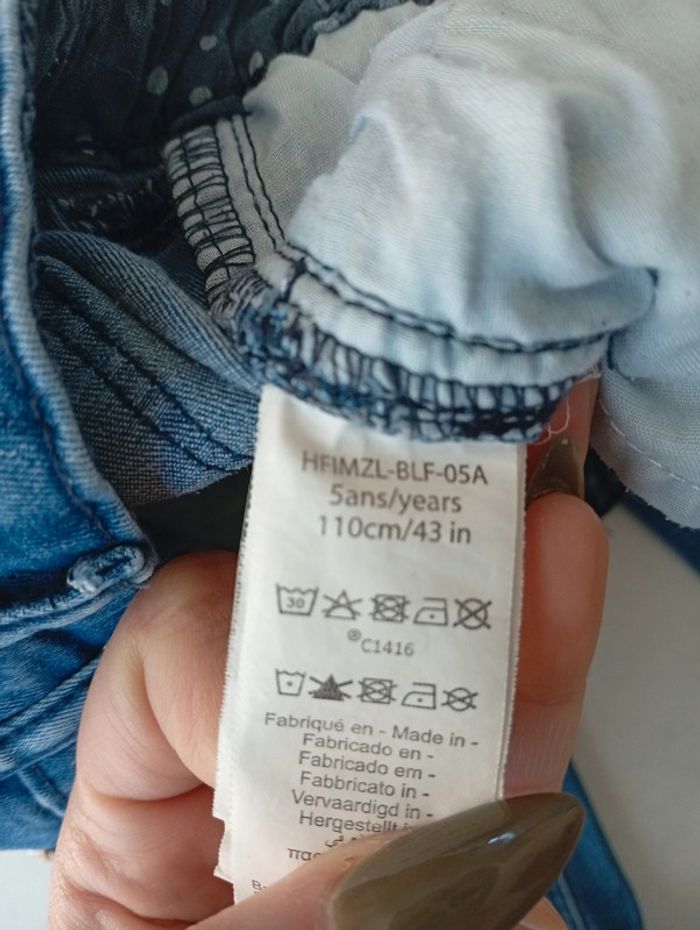 HFIMZL-BLF-05A
5ans/years
110cm/43 in
30
®C1416
Fabriqué en - Made in -
Fabricado en -
Fabricado em -
Fabbricato in -
Vervaardigd in -
Hergestellt